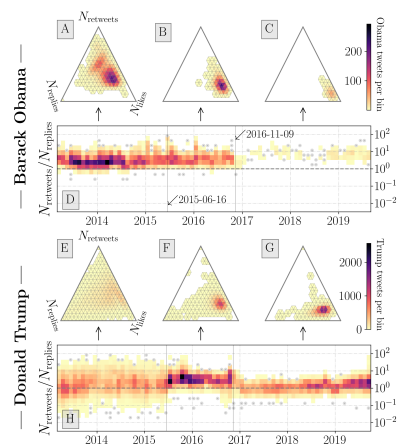 — Barack Obama —
N_retweets
A
B
C
N_replies
N_likes
200
100
Obama tweets
per bin
2016-11-09
10^2
10^1
10^0
10^-1
10^-2
N_retweets/N_replies
D
2015-06-16
2014 2015 2016 2017 2018 2019
— Donald Trump —
N_retweets
E
F
G
N_replies
N_likes
2000
1000
0
Trump tweets
per bin
10^2
10^1
10^0
10^-1
10^-2
N_retweets/N_replies
H
2014 2015 2016 2017 2018 2019